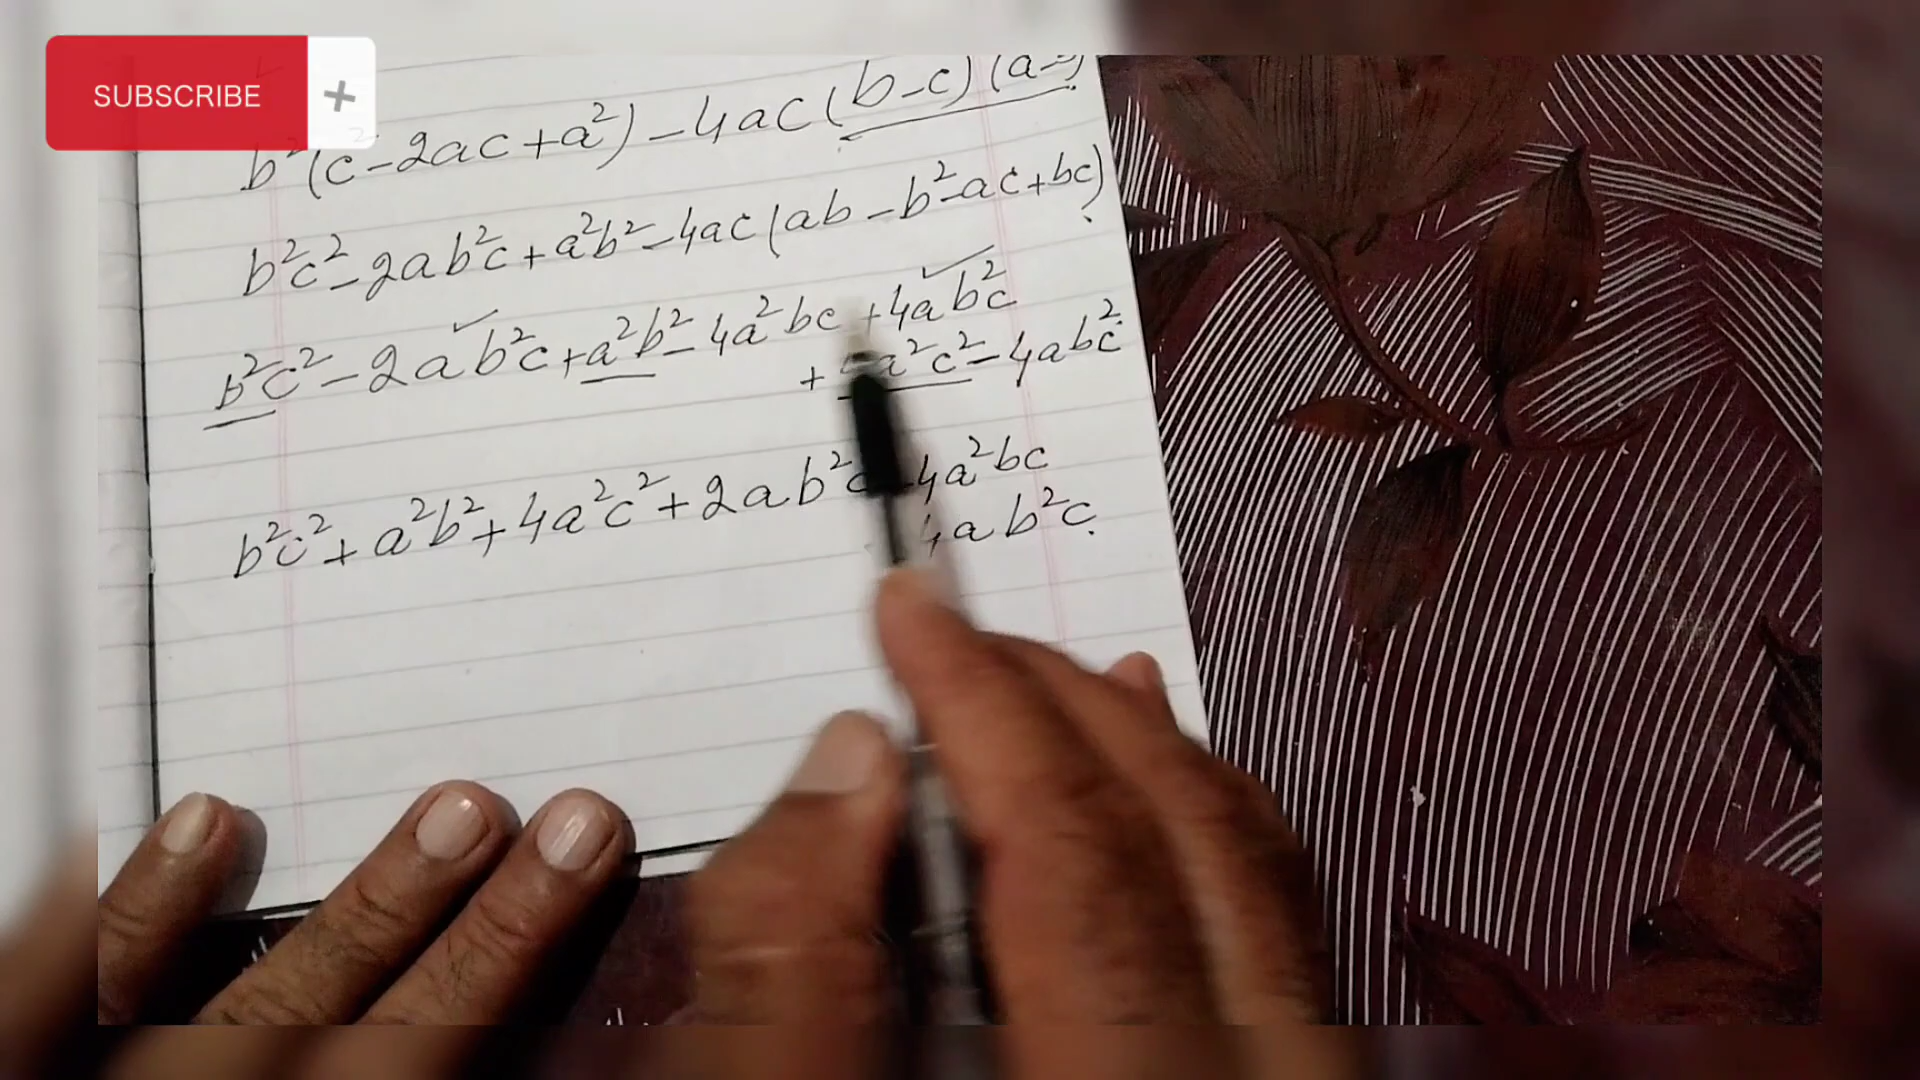 SUBSCRIBE +
b²(c²-2ac+a²)-4ac(b-c)(a-
b²c²-2ab²c+a²b²-4ac(ab-b²-ac+bc)
b²c²-2ab²c+a²b²-4a²bc+4ab²c
+4a²c²-4abc²
b²c²+a²b²+4a²c²+2ab²c-4a²bc
4ab²c.